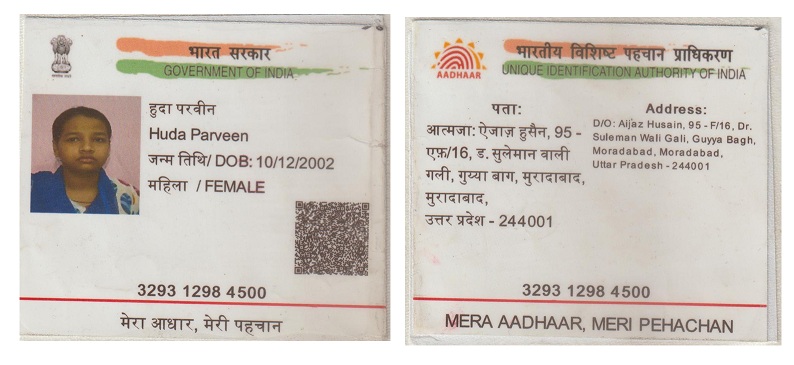 भारत सरकार
GOVERNMENT OF INDIA
हुदा परवीन
Huda Parveen
जन्म तिथि/ DOB: 10/12/2002
महिला / FEMALE
3293 1298 4500
मेरा आधार, मेरी पहचान
भारतीय विशिष्ट पहचान प्राधिकरण
UNIQUE IDENTIFICATION AUTHORITY OF INDIA
AADHAAR
पता:
आत्मजा: ऐजाज़ हुसैन, 95 -
एफ़/16, ड. सुलेमान वाली
गली, गुय्या बाग, मुरादाबाद,
मुरादाबाद,
उत्तर प्रदेश - 244001
Address:
D/O: Aijaz Husain, 95 - F/16, Dr.
Suleman Wali Gali, Guyya Bagh,
Moradabad, Moradabad,
Uttar Pradesh - 244001
3293 1298 4500
MERA AADHAAR, MERI PEHACHAN